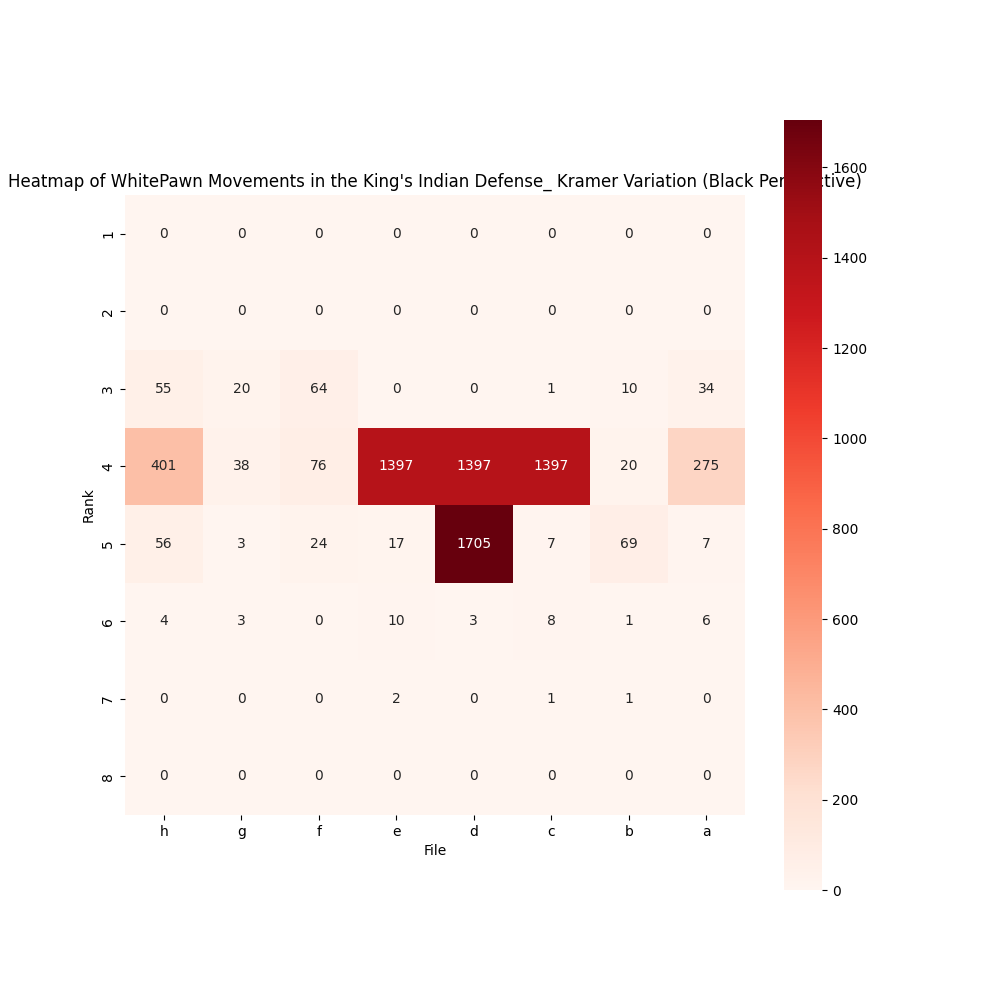 Heatmap of WhitePawn Movements in the King's Indian Defense_ Kramer Variation (Black Perspective)
Rank
1 0 0 0 0 0 0 0 0
2 0 0 0 0 0 0 0 0
3 55 20 64 0 0 1 10 34
4 401 38 76 1397 1397 1397 20 275
5 56 3 24 17 1705 7 69 7
6 4 3 0 10 3 8 1 6
7 0 0 0 2 0 1 1 0
8 0 0 0 0 0 0 0 0
h g f e d c b a
File
1600
1400
1200
1000
800
600
400
200
0